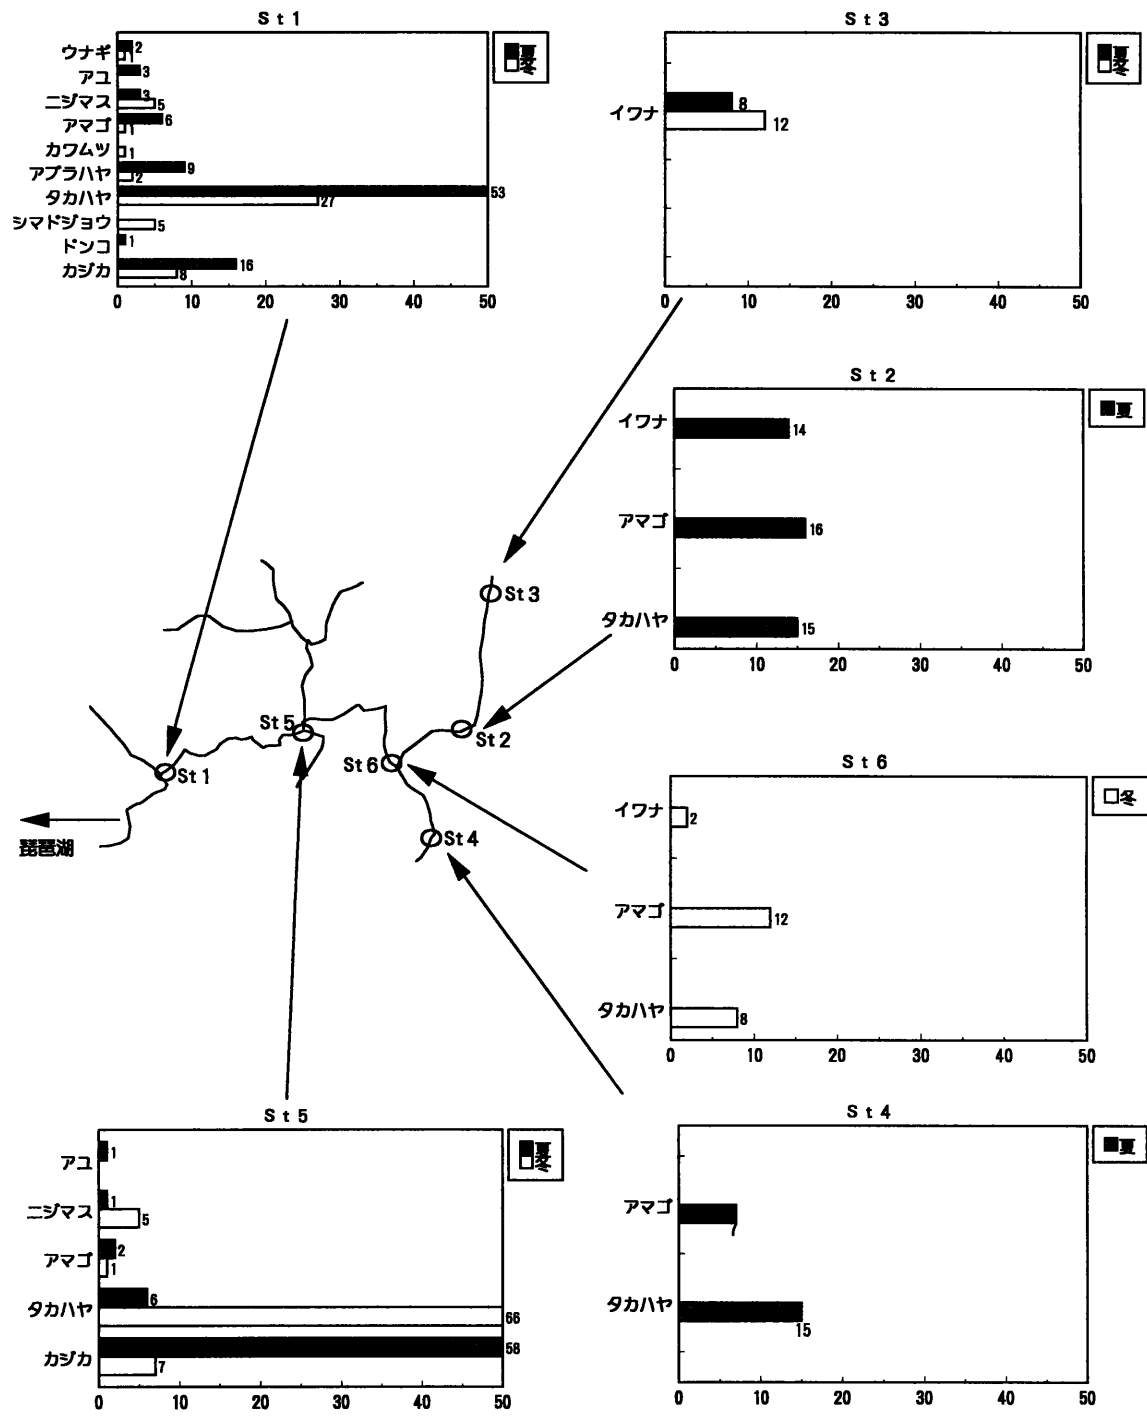 St1
夏
冬
ウナギ
2
1
アユ
3
ニジマス
3
5
アマゴ
6
1
カワムツ
1
アブラハヤ
9
2
タカハヤ
53
27
シマドジョウ
5
ドンコ
1
カジカ
16
8
0 10 20 30 40 50
St3
夏
冬
イワナ
8
12
0 10 20 30 40 50
St2
夏
イワナ
14
アマゴ
16
タカハヤ
15
0 10 20 30 40 50
St3
St5
St2
St6
St1
St4
琵琶湖
St6
冬
イワナ
2
アマゴ
12
タカハヤ
8
0 10 20 30 40 50
St5
夏
冬
アユ
1
ニジマス
1
5
アマゴ
2
1
タカハヤ
6
66
カジカ
58
7
0 10 20 30 40 50
St4
夏
アマゴ
7
タカハヤ
15
0 10 20 30 40 50